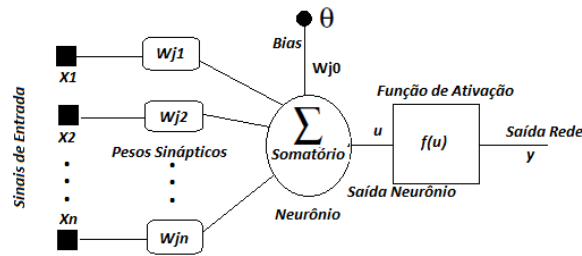 θ
Bias
Wj0
Sinais de Entrada
X1
Wj1
X2
Wj2
Pesos Sinápticos
Xn
Wjn
∑
Somatório
Neurônio
u
Saída Neurônio
Função de Ativação
f(u)
Saída Rede
y